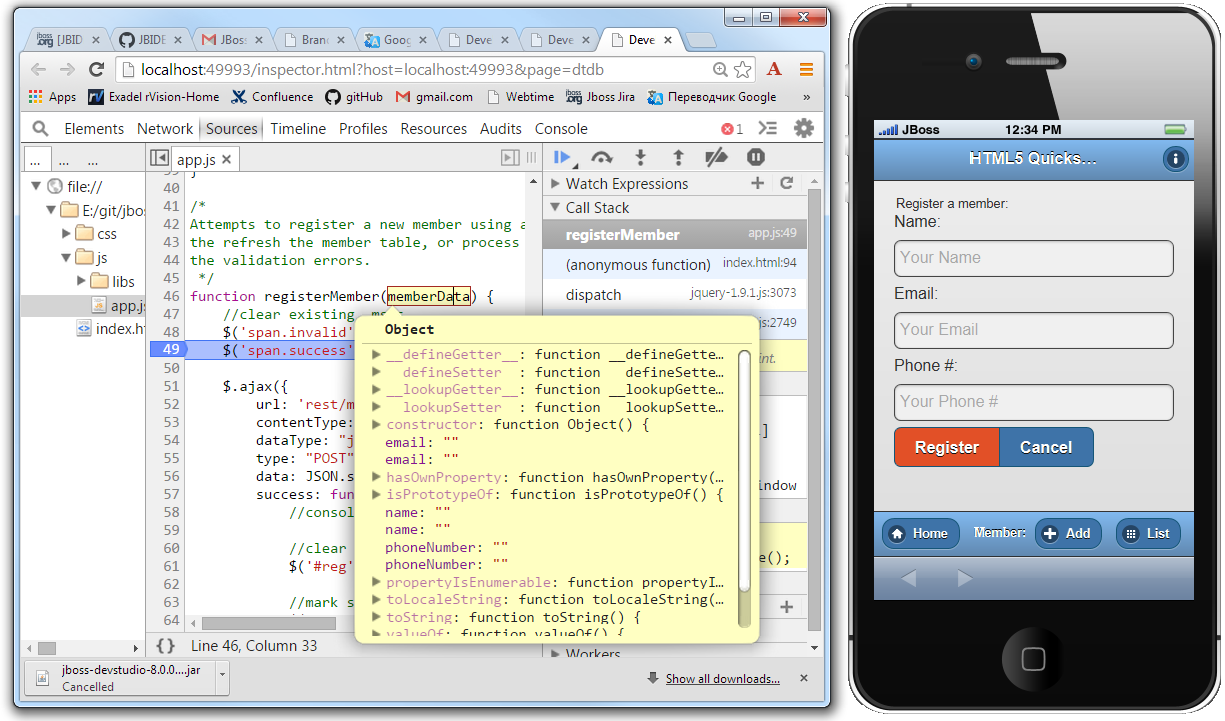 [JBID
JBIDE
JBoss
Branc
Goog
Deve
Deve
Deve
localhost:49993/inspector.html?host=localhost:49993&page=dtdb
A
Apps
Exadel rVision-Home
Confluence
gitHub
gmail.com
Webtime
Jboss Jira
Переводчик Google
»
Elements Network Sources Timeline Profiles Resources Audits Console
1
... ... ...
app.js
file://
E:/git/jbo
css
js
libs
app.js
index.h
39 }
40
41 /*
42 Attempts to register a new member using a
43 the refresh the member table, or process
44 the validation errors.
45 */
46 function registerMember(memberData) {
47 //clear existing msgs
48 $('span.invalid'
49 $('span.success'
50
51 $.ajax({
52 url: 'rest/m
53 contentType:
54 dataType: "j
55 type: "POST"
56 data: JSON.s
57 success: fun
58 //consol
59
60 //clear
61 $('#reg'
62
63 //mark s
64
Object
__defineGetter__: function __defineGette…
__defineSetter__: function __defineSette…
__lookupGetter__: function __lookupGette…
__lookupSetter__: function __lookupSette…
constructor: function Object() {
email: ""
email: ""
hasOwnProperty: function hasOwnProperty(…
isPrototypeOf: function isPrototypeOf() {
name: ""
name: ""
phoneNumber: ""
phoneNumber: ""
propertyIsEnumerable: function propertyI…
toLocaleString: function toLocaleString(…
toString: function toString() {
valueOf: function valueOf() {
Watch Expressions
Call Stack
registerMember app.js:49
(anonymous function) index.html:94
dispatch jquery-1.9.1.js:3073
js:2749
int.
]
indow
e();
Workers
{ } Line 46, Column 33
jboss-devstudio-8.0.0....jar
Cancelled
Show all downloads...
JBoss 12:34 PM
HTML5 Quicks...
Register a member:
Name:
Your Name
Email:
Your Email
Phone #:
Your Phone #
Register Cancel
Home Member: Add List